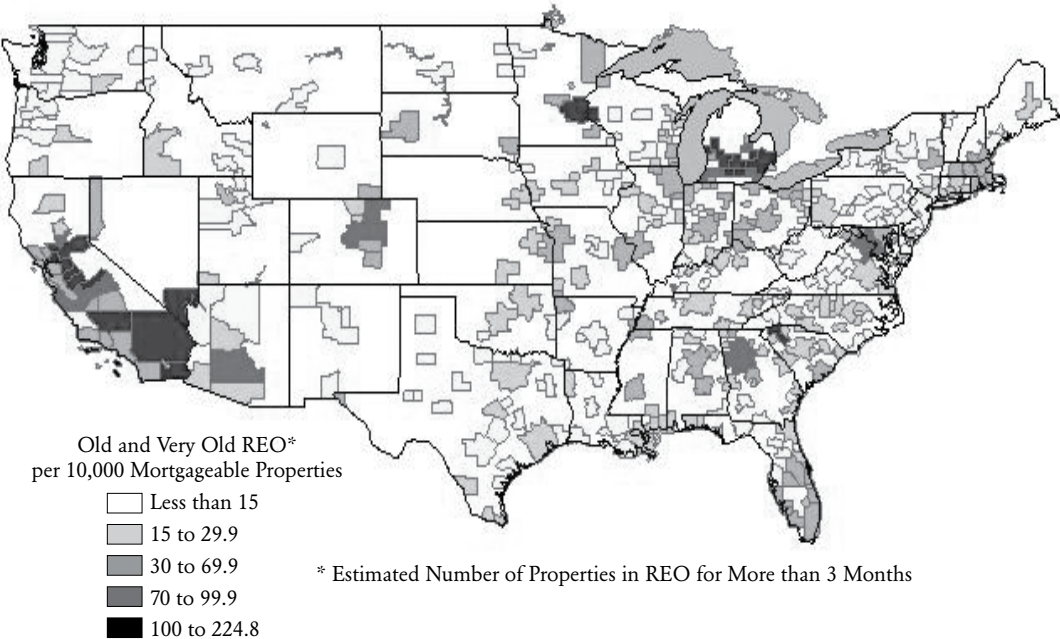 Old and Very Old REO*
per 10,000 Mortgageable Properties
Less than 15
15 to 29.9
30 to 69.9
70 to 99.9
100 to 224.8
* Estimated Number of Properties in REO for More than 3 Months